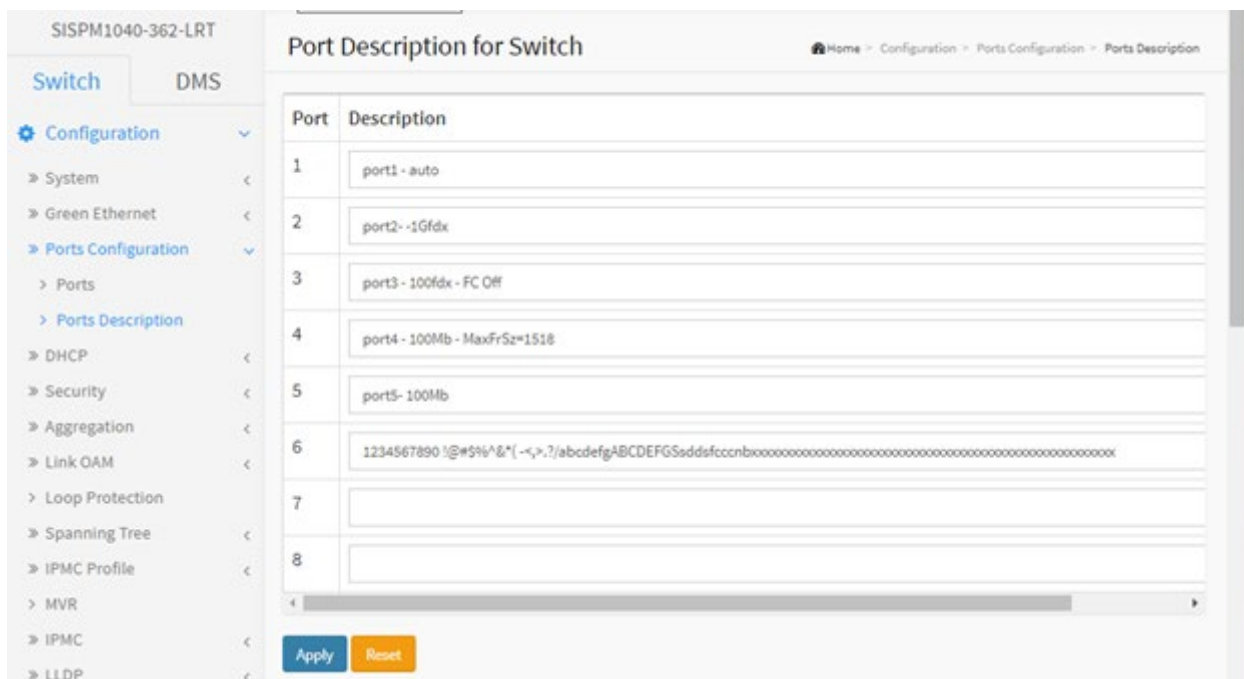 SISPM1040-362-LRT
Switch DMS
Configuration
System
Green Ethernet
Ports Configuration
Ports
Ports Description
DHCP
Security
Aggregation
Link OAM
Loop Protection
Spanning Tree
IPMC Profile
MVR
IPMC
LLDP
Port Description for Switch
Home > Configuration > Ports Configuration > Ports Description
Port Description
1 port1 - auto
2 port2- -1Gfdx
3 port3 - 100fdx - FC Off
4 port4 - 100Mb - MaxFrSz=1518
5 port5- 100Mb
6
7
8
Apply Reset